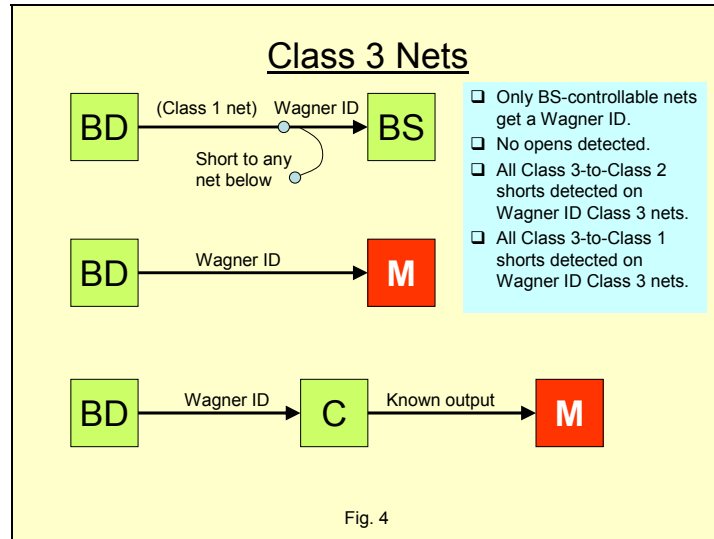 Class 3 Nets
BD
(Class 1 net)
Wagner ID
BS
Short to any
net below
❑ Only BS-controllable nets
get a Wagner ID.
❑ No opens detected.
❑ All Class 3-to-Class 2
shorts detected on
Wagner ID Class 3 nets.
❑ All Class 3-to-Class 1
shorts detected on
Wagner ID Class 3 nets.
BD
Wagner ID
M
BD
Wagner ID
C
Known output
M
Fig. 4